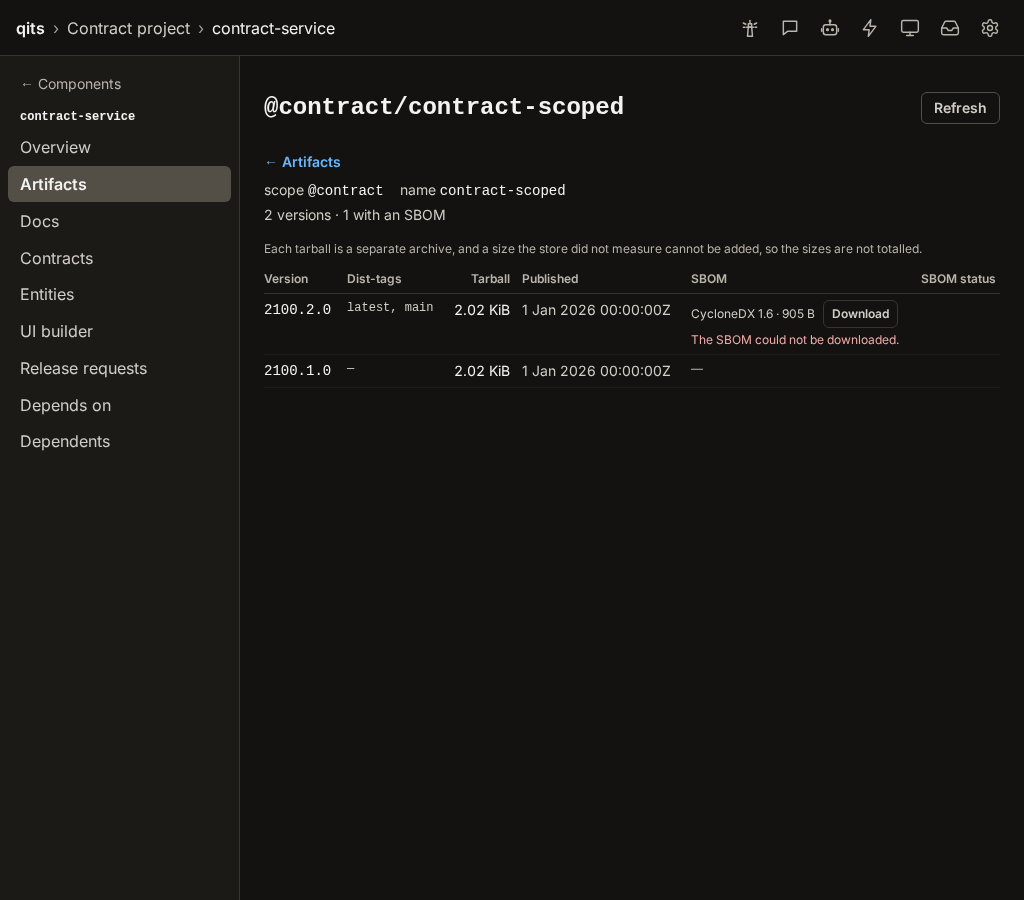 qits › Contract project › contract-service
← Components
contract-service
Overview
Artifacts
Docs
Contracts
Entities
UI builder
Release requests
Depends on
Dependents
@contract/contract-scoped
Refresh
← Artifacts
scope @contract name contract-scoped
2 versions · 1 with an SBOM
Each tarball is a separate archive, and a size the store did not measure cannot be added, so the sizes are not totalled.
Version Dist-tags Tarball Published SBOM SBOM status
2100.2.0 latest, main 2.02 KiB 1 Jan 2026 00:00:00Z CycloneDX 1.6 · 905 B Download
The SBOM could not be downloaded.
2100.1.0 — 2.02 KiB 1 Jan 2026 00:00:00Z —